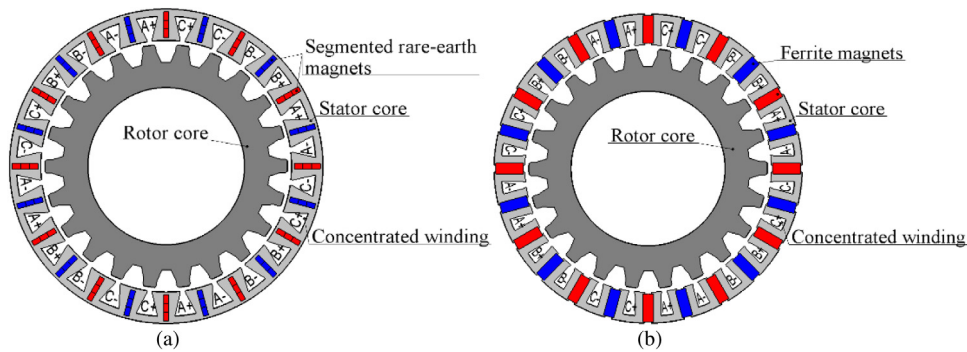 A+ C+
A- C-
B- B-
B+ B+
C+ A+
C- A-
A- C-
A+ C+
B+ B+
B- B-
C- A-
C+ A+
Segmented rare-earth
magnets
Stator core
Rotor core
Concentrated winding
(a)
A+ C+
A- C-
B- B-
B+ B+
C+ A+
C- A-
A- C-
A+ C+
B+ B+
B- B-
C- A-
C+ A+
Ferrite magnets
Stator core
Rotor core
Concentrated winding
(b)